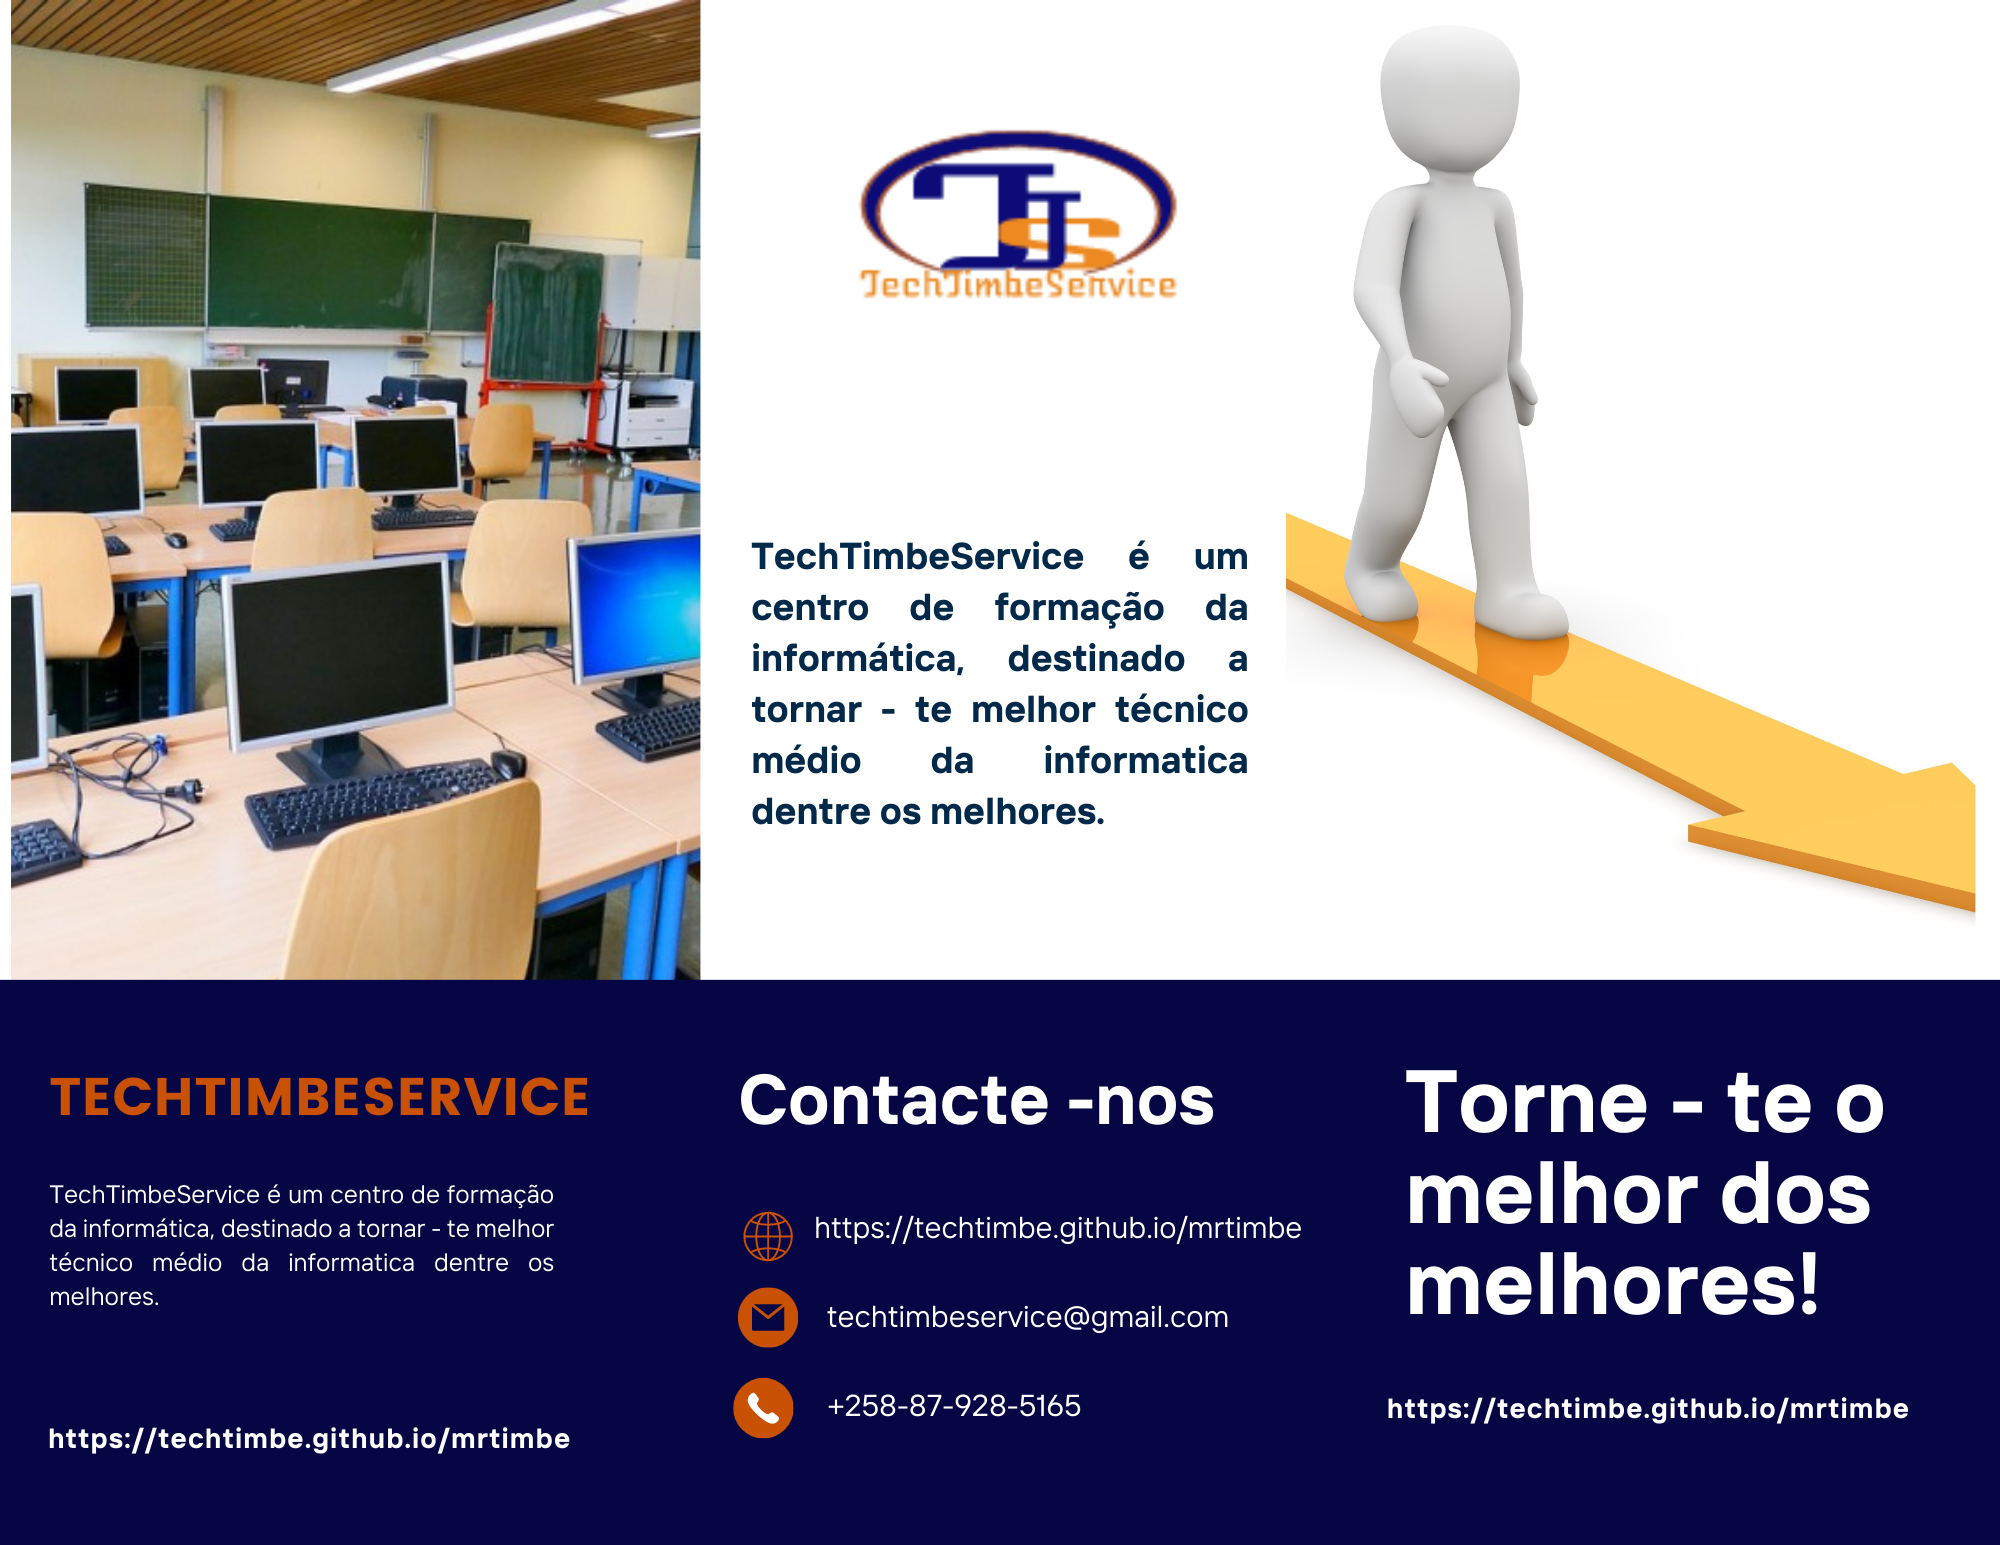 TechTimbeService
TechTimbeService é um
centro de formação da
informática, destinado a
tornar - te melhor técnico
médio da informatica
dentre os melhores.
TECHTIMBESERVICE
TechTimbeService é um centro de formação
da informática, destinado a tornar - te melhor
técnico médio da informatica dentre os
melhores.
https://techtimbe.github.io/mrtimbe
Contacte -nos
https://techtimbe.github.io/mrtimbe
techtimbeservice@gmail.com
+258-87-928-5165
Torne - te o
melhor dos
melhores!
https://techtimbe.github.io/mrtimbe